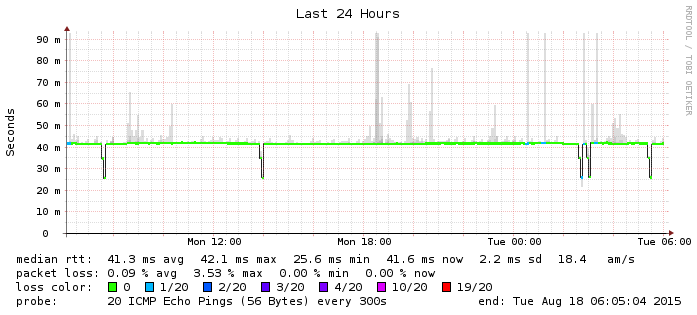 Last 24 Hours
RRDTOOL / TOBI OETIKER
Seconds
90 m
80 m
70 m
60 m
50 m
40 m
30 m
20 m
10 m
0
Mon 12:00 Mon 18:00 Tue 00:00 Tue 06:00
median rtt: 41.3 ms avg 42.1 ms max 25.6 ms min 41.6 ms now 2.2 ms sd 18.4 am/s
packet loss: 0.09 % avg 3.53 % max 0.00 % min 0.00 % now
loss color: 0 1/20 2/20 3/20 4/20 10/20 19/20
probe: 20 ICMP Echo Pings (56 Bytes) every 300s end: Tue Aug 18 06:05:04 2015